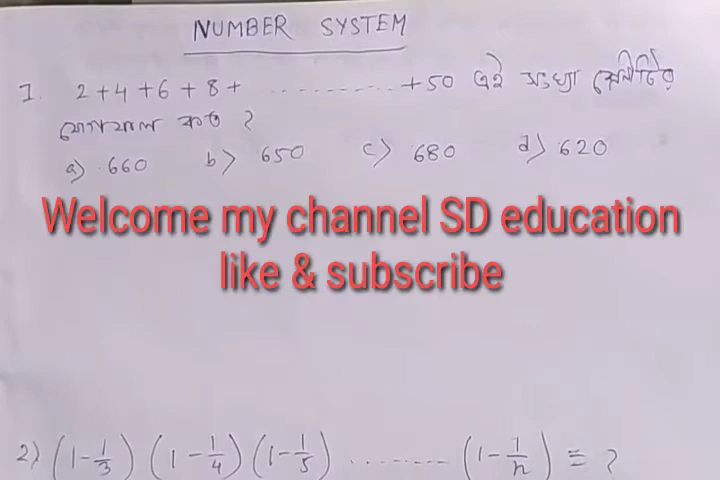 NUMBER SYSTEM
1. 2+4+6+8+ ............ +50 এই সংখ্যা শ্রেনীটির
যোগফল কত ?
a) 660 b) 650 c) 680 d) 620
Welcome my channel SD education
like & subscribe
2) (1-1/3) (1-1/4) (1-1/5) ......... (1-1/n) = ?